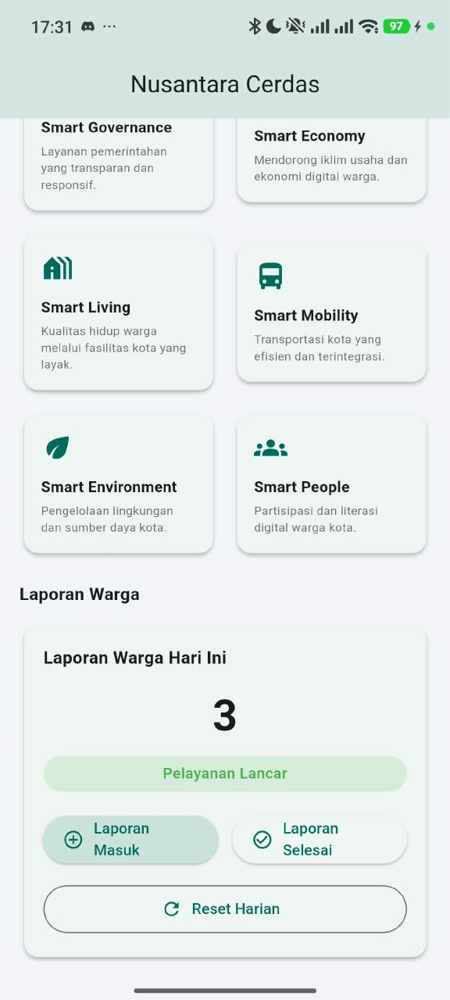 17:31
97
Nusantara Cerdas
Smart Governance
Layanan pemerintahan
yang transparan dan
responsif.
Smart Economy
Mendorong iklim usaha dan
ekonomi digital warga.
Smart Living
Kualitas hidup warga
melalui fasilitas kota yang
layak.
Smart Mobility
Transportasi kota yang
efisien dan terintegrasi.
Smart Environment
Pengelolaan lingkungan
dan sumber daya kota.
Smart People
Partisipasi dan literasi
digital warga kota.
Laporan Warga
Laporan Warga Hari Ini
3
Pelayanan Lancar
Laporan
Masuk
Laporan
Selesai
Reset Harian